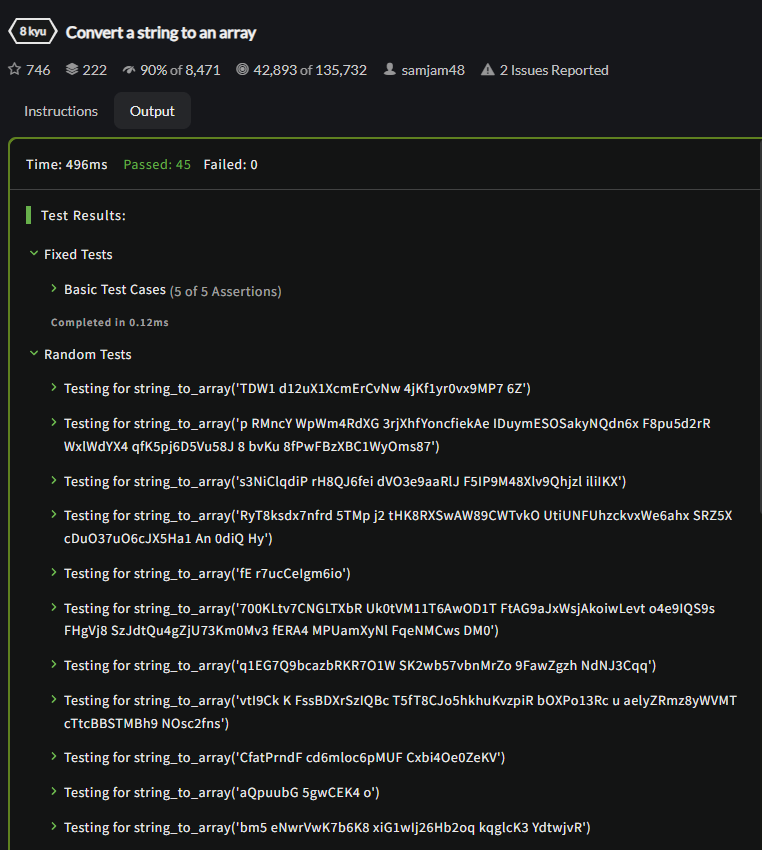 8 kyu Convert a string to an array
746 222 90% of 8,471 42,893 of 135,732 samjam48 2 Issues Reported
Instructions Output
Time: 496ms Passed: 45 Failed: 0
Test Results:
Fixed Tests
Basic Test Cases (5 of 5 Assertions)
Completed in 0.12ms
Random Tests
Testing for string_to_array('TDW1 d12uX1XcmErCvNw 4jKf1yr0vx9MP7 6Z')
Testing for string_to_array('p RMncY WpWm4RdXG 3rjXhfYoncfiekAe IDuymESOSakyNQdn6x F8pu5d2rR
WxlWdYX4 qfK5pj6D5Vu58J 8 bvKu 8fPwFBzXBC1WyOms87')
Testing for string_to_array('s3NiClqdiP rH8QJ6fei dVO3e9aaRlJ F5IP9M48Xlv9Qhjzl iliIKX')
Testing for string_to_array('RyT8ksdx7nfrd 5TMp j2 tHK8RXSwAW89CWTvkO UtiUNFUhzckvxWe6ahx SRZ5X
cDuO37uO6cJX5Ha1 An 0diQ Hy')
Testing for string_to_array('fE r7ucCeIgm6io')
Testing for string_to_array('700KLtv7CNGLTXbR Uk0tVM11T6AwOD1T FtAG9aJxWsjAkoiwLevt o4e9IQS9s
FHgVj8 SzJdtQu4gZjU73Km0Mv3 fERA4 MPUamXyNl FqeNMCws DM0')
Testing for string_to_array('q1EG7Q9bcazbRKR7O1W SK2wb57vbnMrZo 9FawZgzh NdNJ3Cqq')
Testing for string_to_array('vtI9Ck K FssBDXrSzIQBc T5fT8CJo5hkhuKvzpiR bOXPo13Rc u aelyZRmz8yWVMT
cTtcBBSTMBh9 NOsc2fns')
Testing for string_to_array('CfatPrndF cd6mloc6pMUF Cxbi4Oe0ZeKV')
Testing for string_to_array('aQpuubG 5gwCEK4 o')
Testing for string_to_array('bm5 eNwrVwK7b6K8 xiG1wIj26Hb2oq kqglcK3 YdtwjvR')